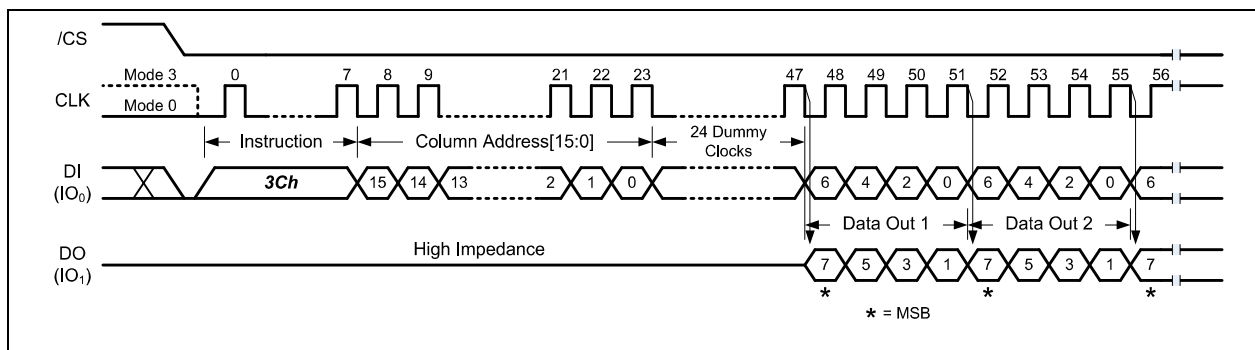 /CS
Mode 3 0 7 8 9 21 22 23 47 48 49 50 51 52 53 54 55 56
CLK Mode 0
Instruction Column Address[15:0] 24 Dummy Clocks
DI (IO0) 3Ch 15 14 13 2 1 0 6 4 2 0 6 4 2 0 6
Data Out 1 Data Out 2
DO (IO1) High Impedance 7 5 3 1 7 5 3 1 7
* * *
* = MSB